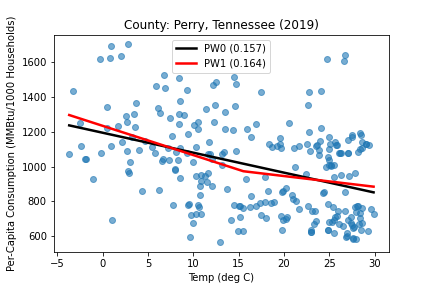 County: Perry, Tennessee (2019)
PW0 (0.157)
PW1 (0.164)
Per-Capita Consumption (MMBtu/1000 Households)
1600
1400
1200
1000
800
600
−5 0 5 10 15 20 25 30
Temp (deg C)